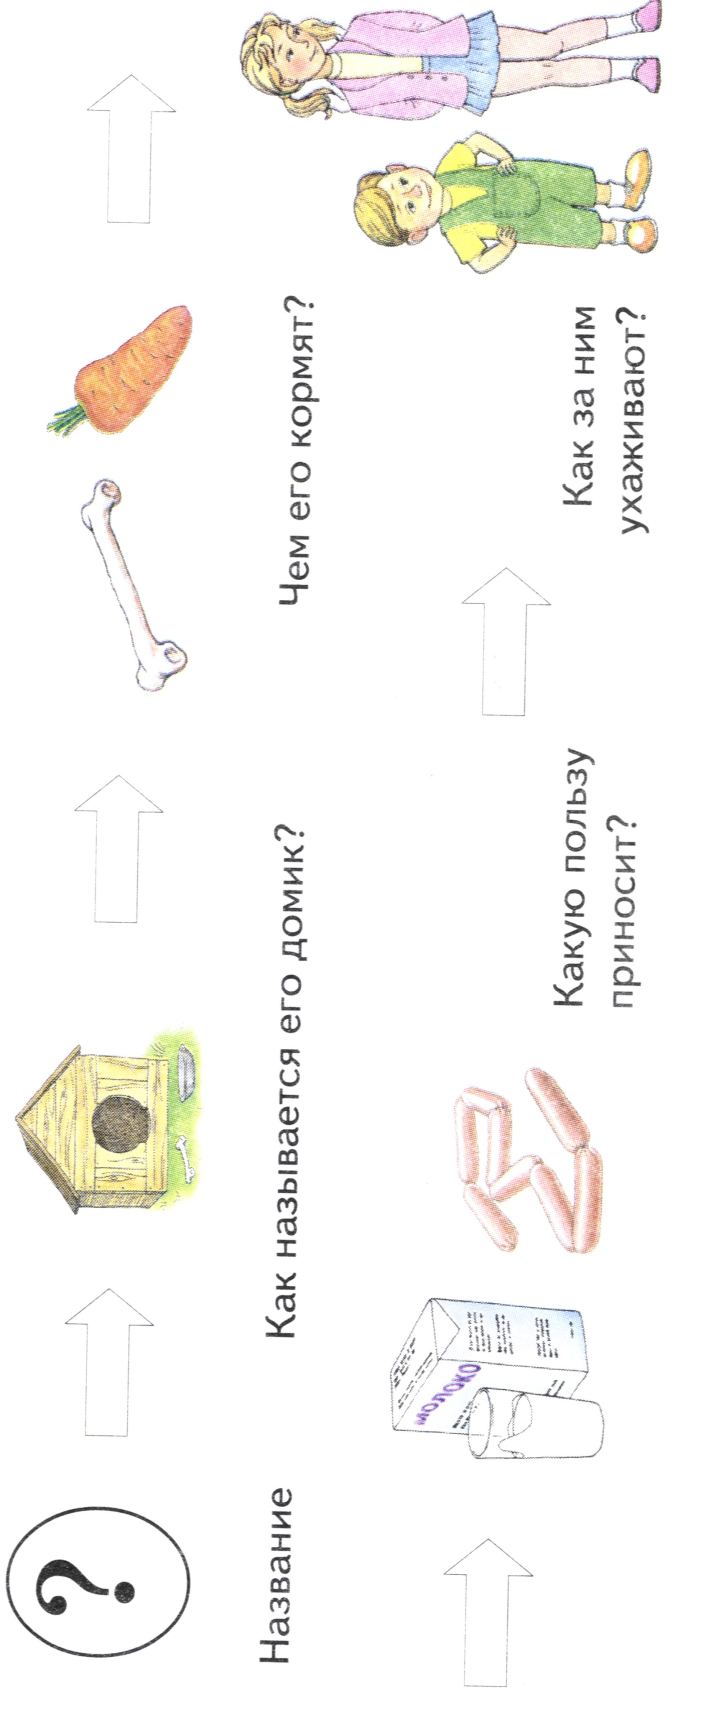 ?
Название
Как называется его домик?
Чем его кормят?
МОЛОКО
Какую пользу
приносит?
Как за ним
ухаживают?